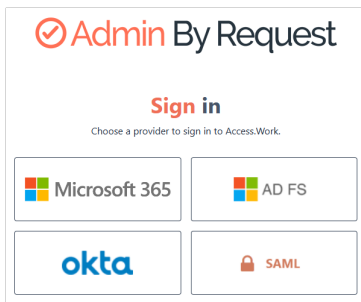 Admin By Request
Sign in
Choose a provider to sign in to Access.Work.
Microsoft 365
AD FS
okta
SAML